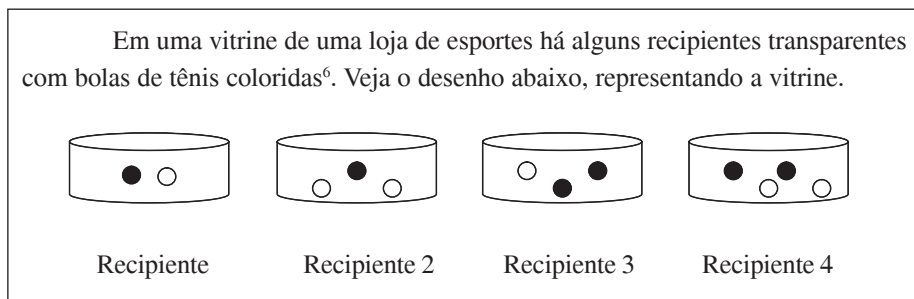 Em uma vitrine de uma loja de esportes há alguns recipientes transparentes
com bolas de tênis coloridas⁶. Veja o desenho abaixo, representando a vitrine.
Recipiente Recipiente 2 Recipiente 3 Recipiente 4